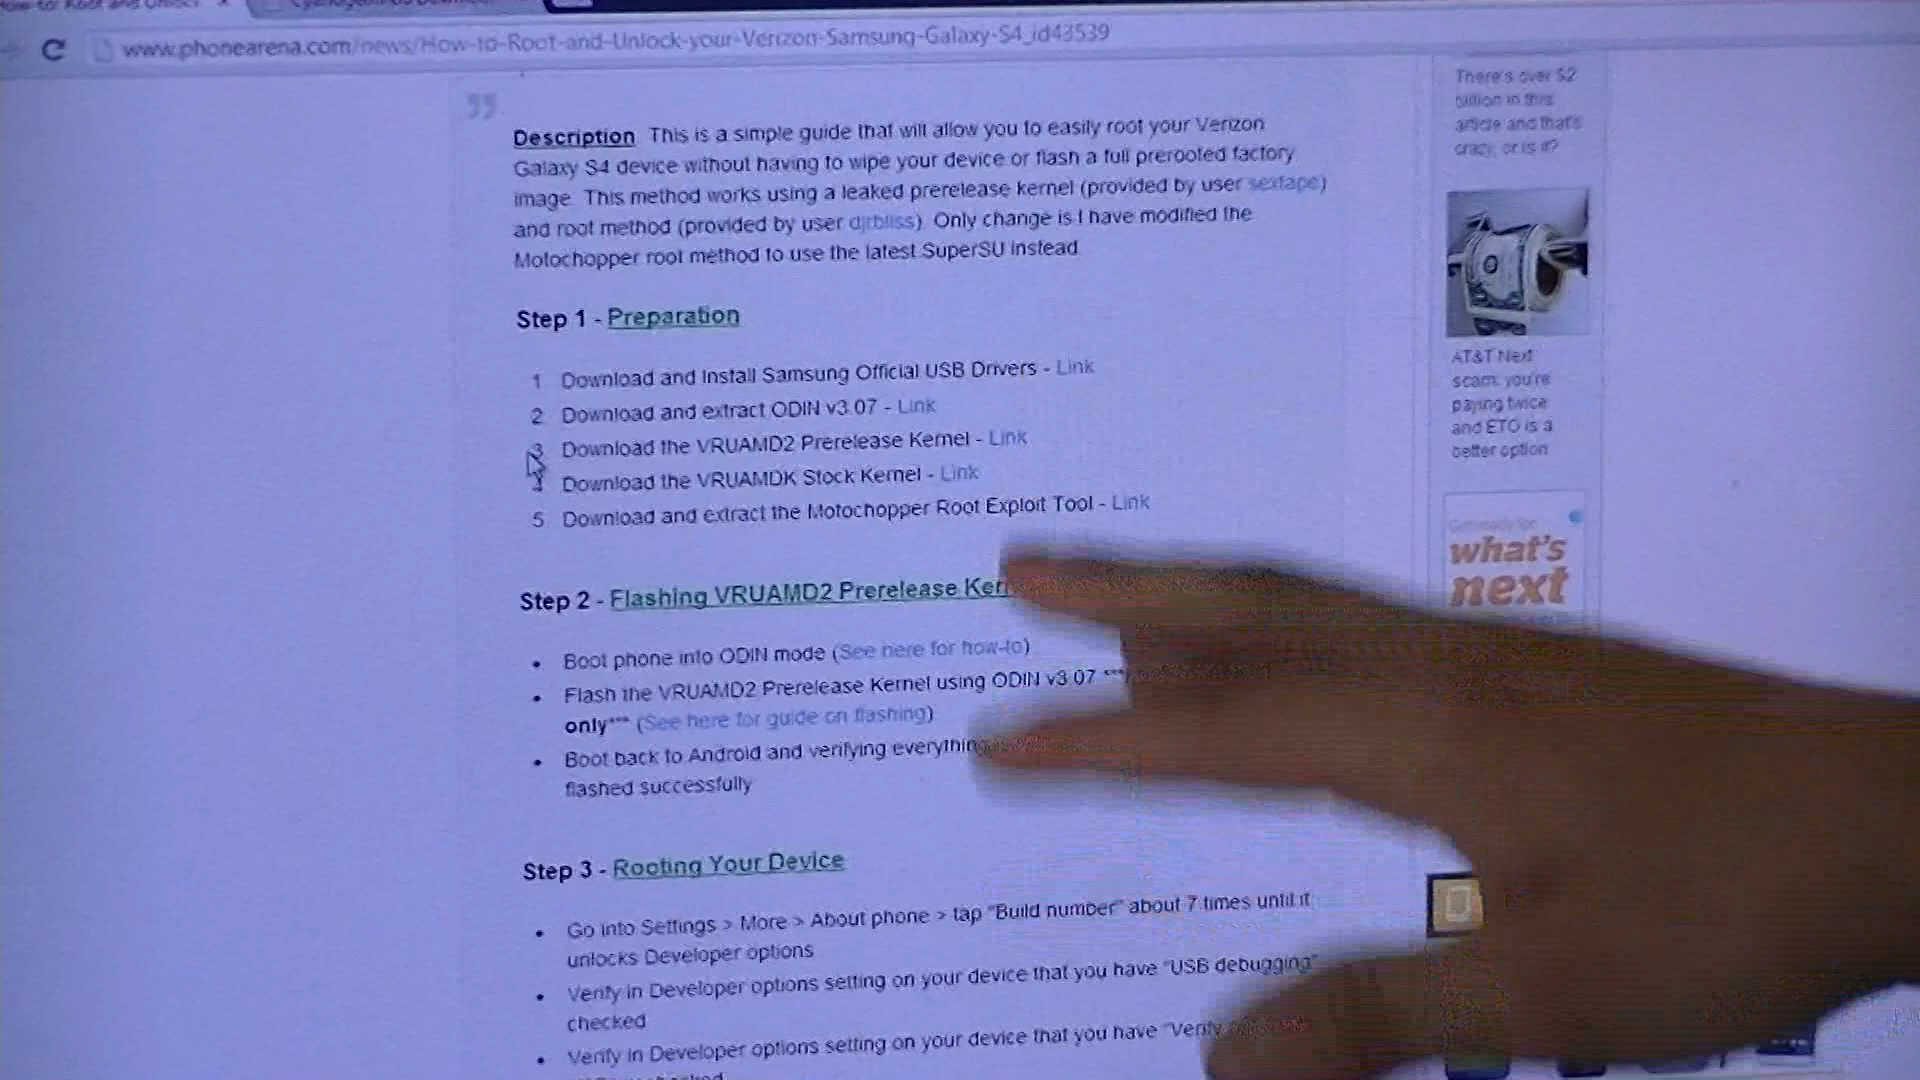 www.phonearena.com/news/How-to-Root-and-Unlock-your-Verizon-Samsung-Galaxy-S4_id43539
Description This is a simple guide that will allow you to easily root your Verizon
Galaxy S4 device without having to wipe your device or flash a full prerooted factory
image. This method works using a leaked prerelease kernel (provided by user sextape)
and root method (provided by user djrbliss). Only change is I have modified the
Motochopper root method to use the latest SuperSU instead
Step 1 - Preparation
1 Download and Install Samsung Official USB Drivers - Link
2 Download and extract ODIN v3.07 - Link
3 Download the VRUAMD2 Prerelease Kernel - Link
Download the VRUAMDK Stock Kernel - Link
5 Download and extract the Motochopper Root Exploit Tool - Link
Step 2 - Flashing VRUAMD2 Prerelease
• Boot phone into ODIN mode (See here for how-to)
• Flash the VRUAMD2 Prerelease Kernel using ODIN v3.07 ***
only*** (See here for guide on flashing)
• Boot back to Android and verifying everything
flashed successfully
Step 3 - Rooting Your Device
• Go into Settings > More > About phone > tap "Build number" about 7 times until it
unlocks Developer options
• Verify in Developer options setting on your device that you have "USB debugging"
checked
• Verify in Developer options setting on your device that you have "Verify
There's over $2
billion in this
article and that's
crazy, or is it?
AT&T Next
scam: you're
paying twice
and ETG is a
better option
what's
next